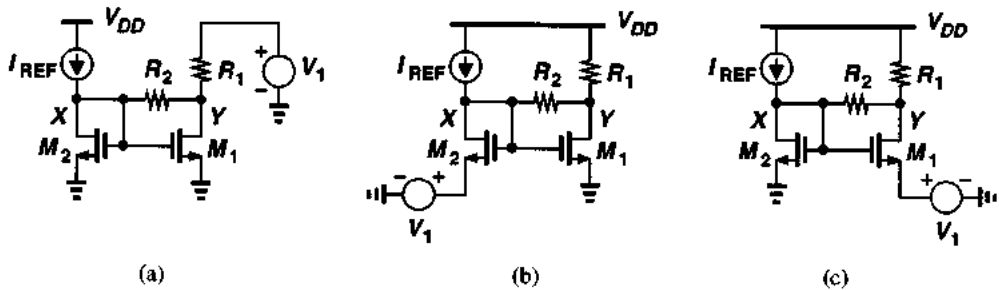 V_DD
I_REF
R_2
R_1
+
-
V_1
X
Y
M_2
M_1
(a)
V_DD
I_REF
R_2
R_1
X
Y
M_2
M_1
- +
V_1
(b)
V_DD
I_REF
R_2
R_1
X
Y
M_2
M_1
+ -
V_1
(c)